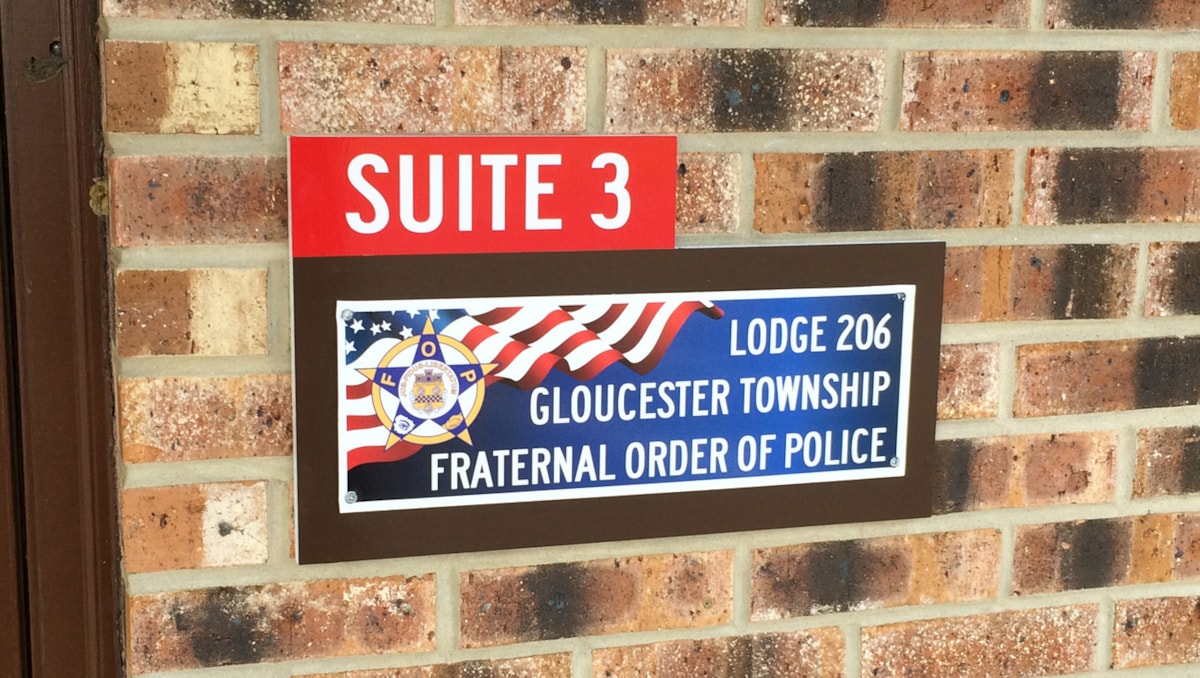 SUITE 3
LODGE 206
GLOUCESTER TOWNSHIP
FRATERNAL ORDER OF POLICE
F O P